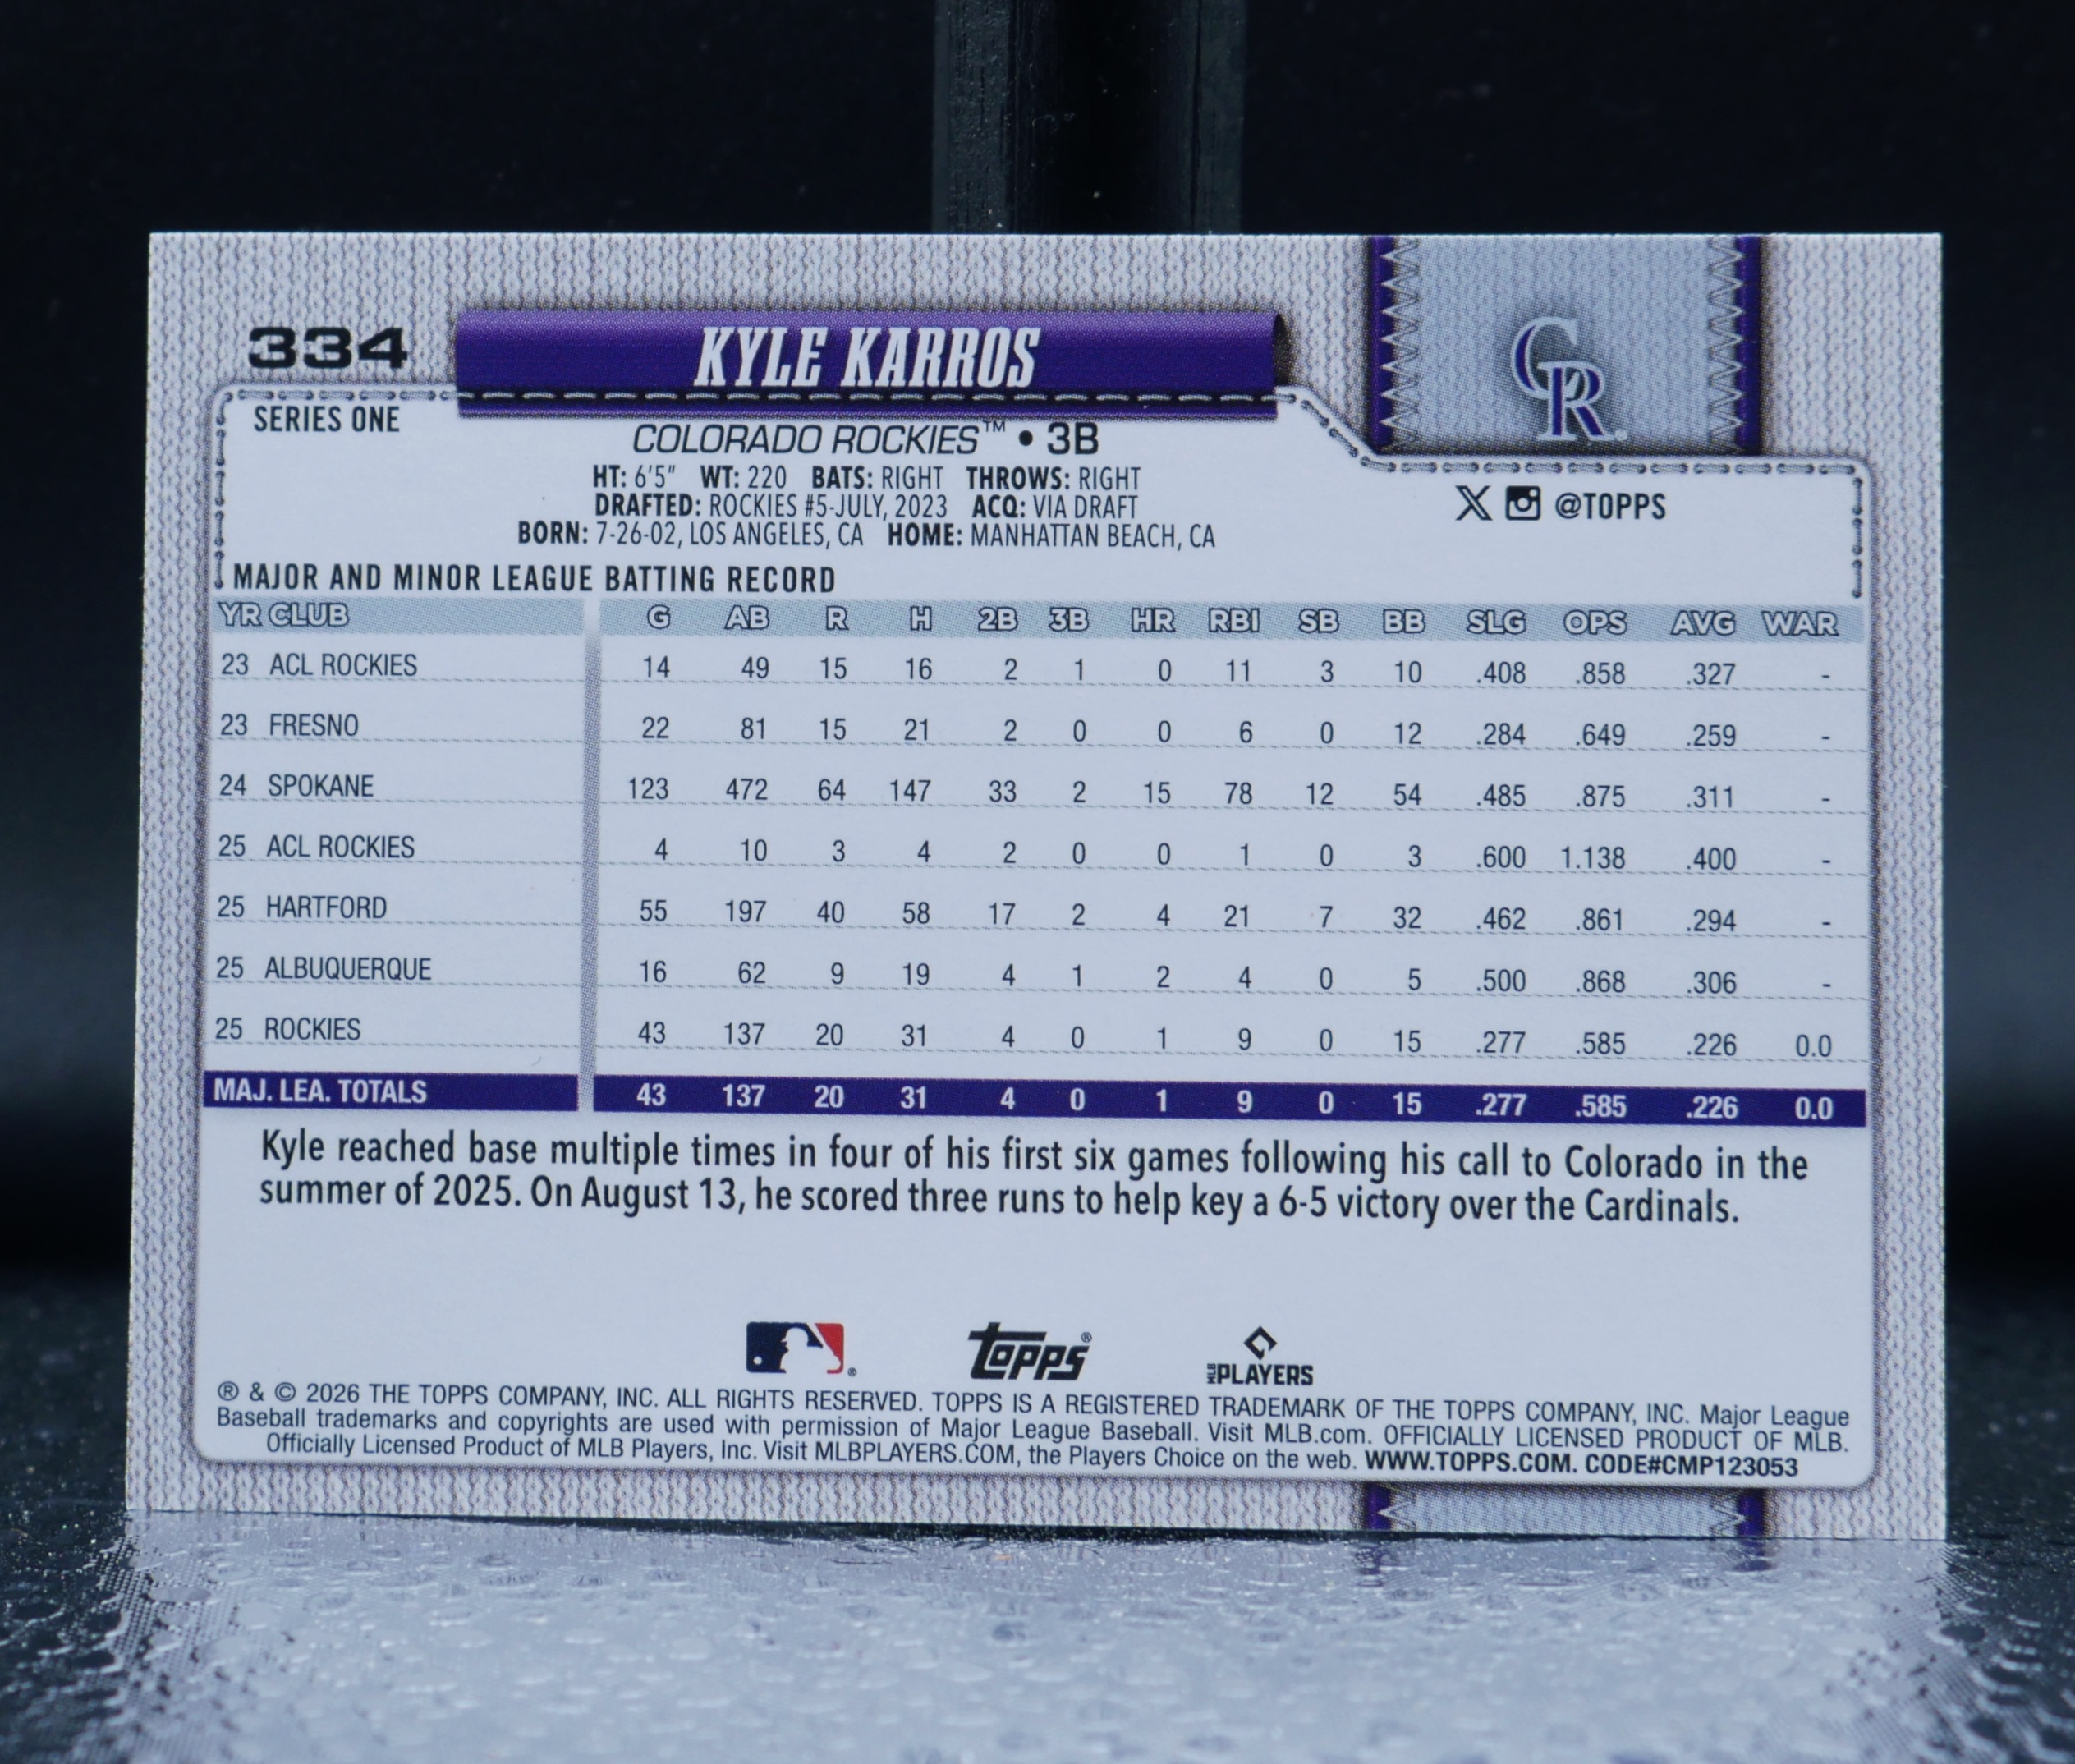 334
KYLE KARROS
CR
SERIES ONE
COLORADO ROCKIES™ • 3B
HT: 6'5" WT: 220 BATS: RIGHT THROWS: RIGHT
DRAFTED: ROCKIES #5-JULY, 2023 ACQ: VIA DRAFT
BORN: 7-26-02, LOS ANGELES, CA HOME: MANHATTAN BEACH, CA
@TOPPS
MAJOR AND MINOR LEAGUE BATTING RECORD
YR CLUB G AB R H 2B 3B HR RBI SB BB SLG OPS AVG WAR
23 ACL ROCKIES 14 49 15 16 2 1 0 11 3 10 .408 .858 .327 -
23 FRESNO 22 81 15 21 2 0 0 6 0 12 .284 .649 .259 -
24 SPOKANE 123 472 64 147 33 2 15 78 12 54 .485 .875 .311 -
25 ACL ROCKIES 4 10 3 4 2 0 0 1 0 3 .600 1.138 .400 -
25 HARTFORD 55 197 40 58 17 2 4 21 7 32 .462 .861 .294 -
25 ALBUQUERQUE 16 62 9 19 4 1 2 4 0 5 .500 .868 .306 -
25 ROCKIES 43 137 20 31 4 0 1 9 0 15 .277 .585 .226 0.0
MAJ. LEA. TOTALS 43 137 20 31 4 0 1 9 0 15 .277 .585 .226 0.0
Kyle reached base multiple times in four of his first six games following his call to Colorado in the
summer of 2025. On August 13, he scored three runs to help key a 6-5 victory over the Cardinals.
topps®
MLB PLAYERS
® & © 2026 THE TOPPS COMPANY, INC. ALL RIGHTS RESERVED. TOPPS IS A REGISTERED TRADEMARK OF THE TOPPS COMPANY, INC. Major League
Baseball trademarks and copyrights are used with permission of Major League Baseball. Visit MLB.com. OFFICIALLY LICENSED PRODUCT OF MLB.
Officially Licensed Product of MLB Players, Inc. Visit MLBPLAYERS.COM, the Players Choice on the web. WWW.TOPPS.COM. CODE#CMP123053